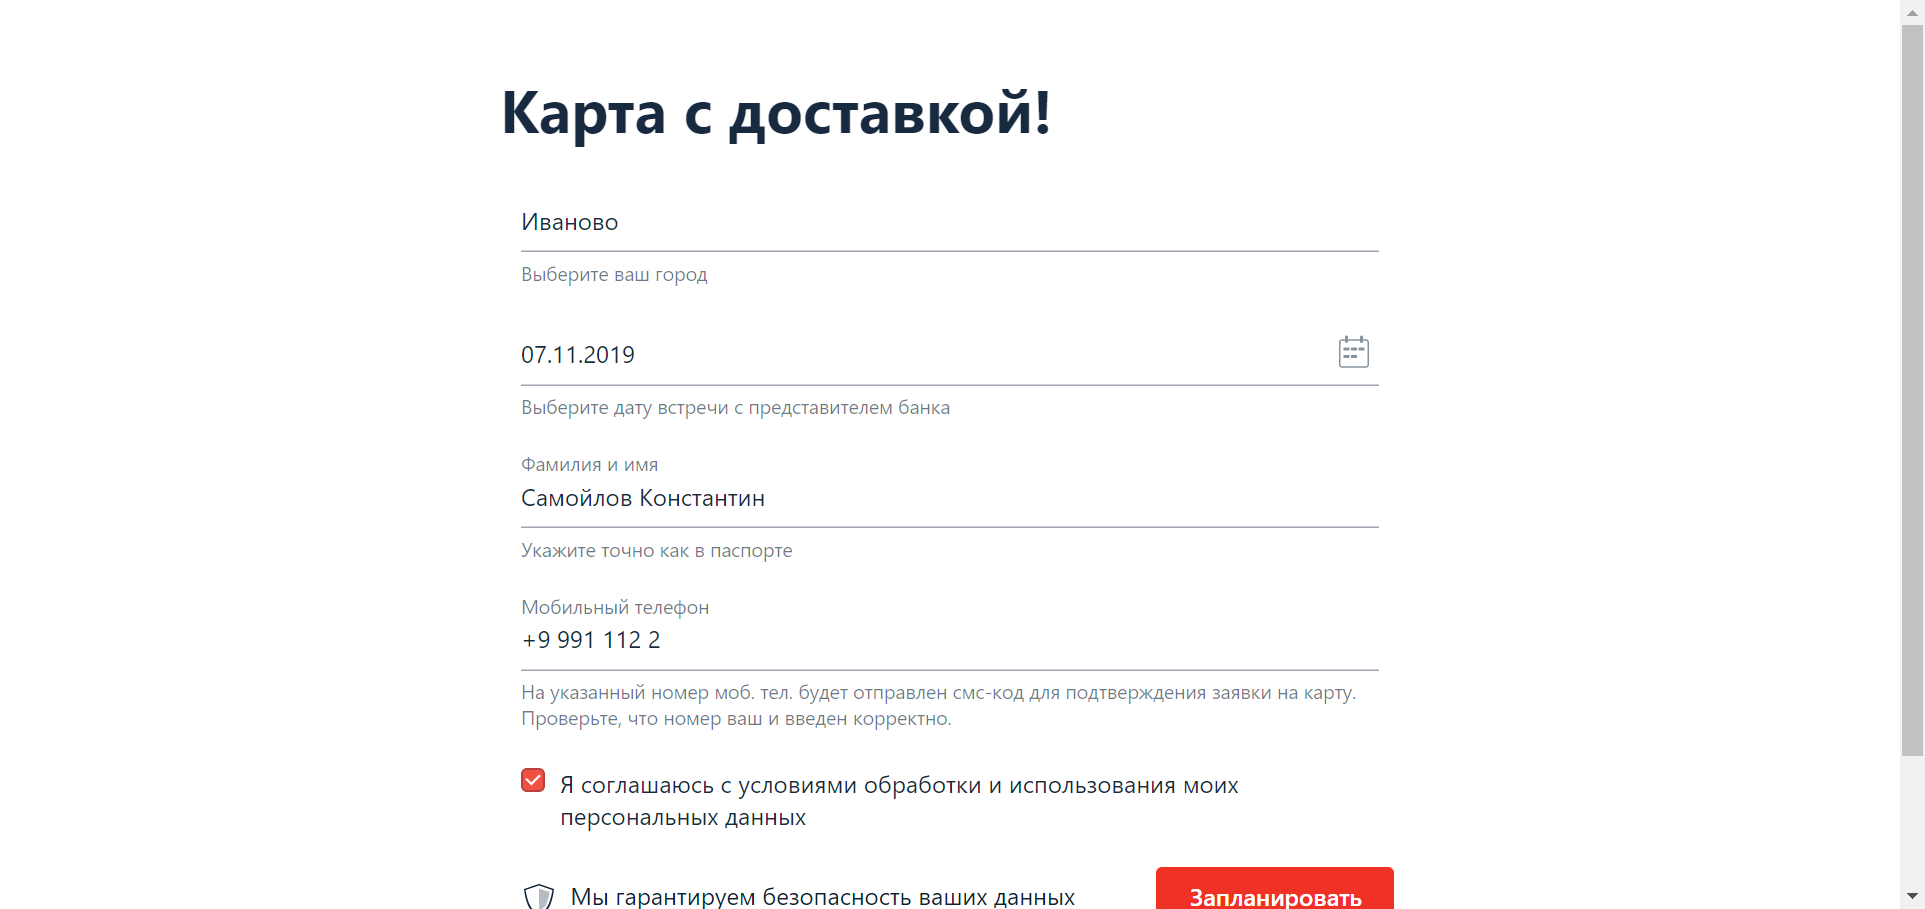 Карта с доставкой!
Иваново
Выберите ваш город
07.11.2019
Выберите дату встречи с представителем банка
Фамилия и имя
Самойлов Константин
Укажите точно как в паспорте
Мобильный телефон
+9 991 112 2
На указанный номер моб. тел. будет отправлен смс-код для подтверждения заявки на карту.
Проверьте, что номер ваш и введен корректно.
Я соглашаюсь с условиями обработки и использования моих
персональных данных
Мы гарантируем безопасность ваших данных
Запланировать